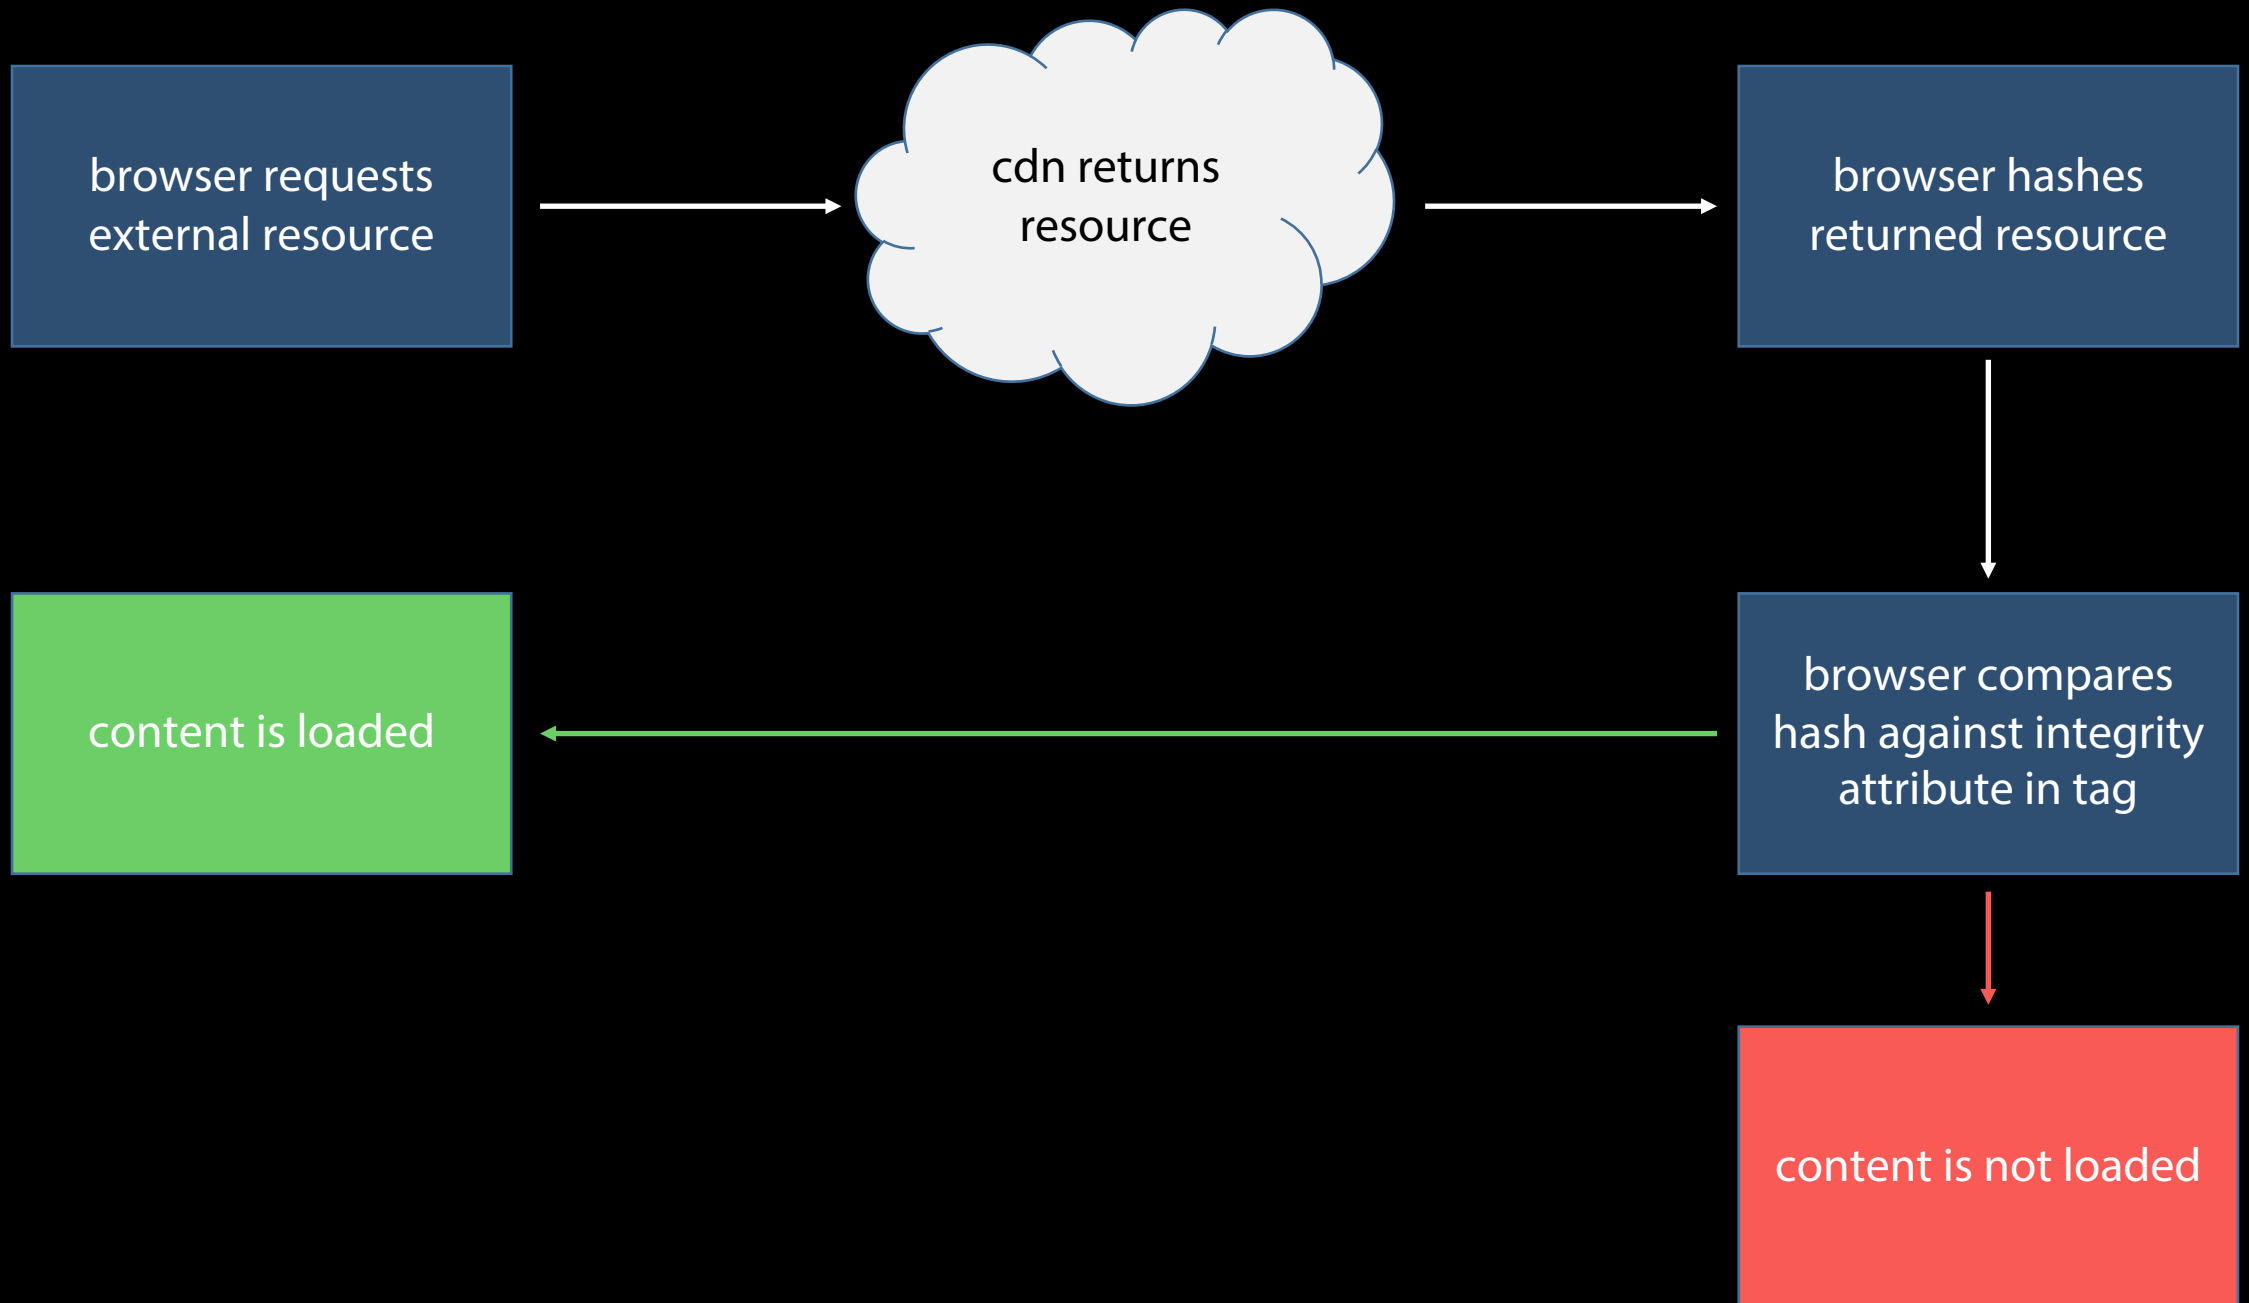 browser requests
external resource
cdn returns
resource
browser hashes
returned resource
content is loaded
browser compares
hash against integrity
attribute in tag
content is not loaded